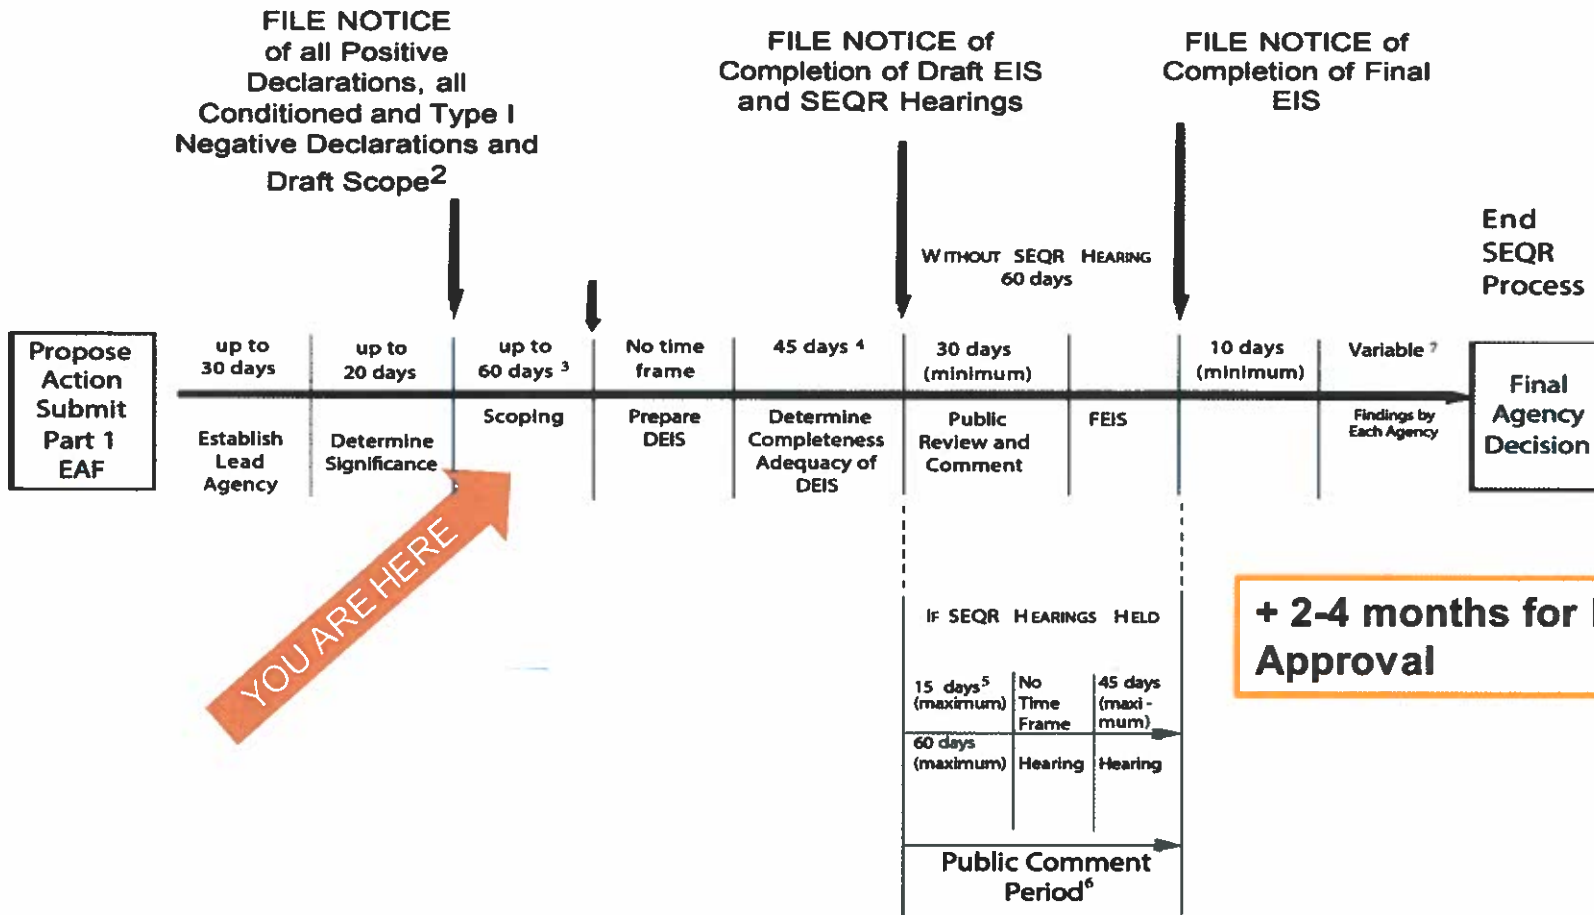 FILE NOTICE
of all Positive
Declarations, all
Conditioned and Type I
Negative Declarations and
Draft Scope2
FILE NOTICE of
Completion of Draft EIS
and SEQR Hearings
FILE NOTICE of
Completion of Final
EIS
WITHOUT SEQR HEARING
60 days
End
SEQR
Process
Propose
Action
Submit
Part 1
EAF
up to
30 days
Establish
Lead
Agency
up to
20 days
Determine
Significance
up to
60 days 3
Scoping
No time
frame
Prepare
DEIS
45 days 4
Determine
Completeness
Adequacy of
DEIS
30 days
(minimum)
Public
Review and
Comment
FEIS
10 days
(minimum)
Variable 7
Findings by
Each Agency
Final
Agency
Decision
YOU ARE HERE
IF SEQR HEARINGS HELD
15 days5
(maximum)
No
Time
Frame
45 days
(maxi-
mum)
60 days
(maximum)
Hearing
Hearing
Public Comment
Period6
+ 2-4 months for
Approval